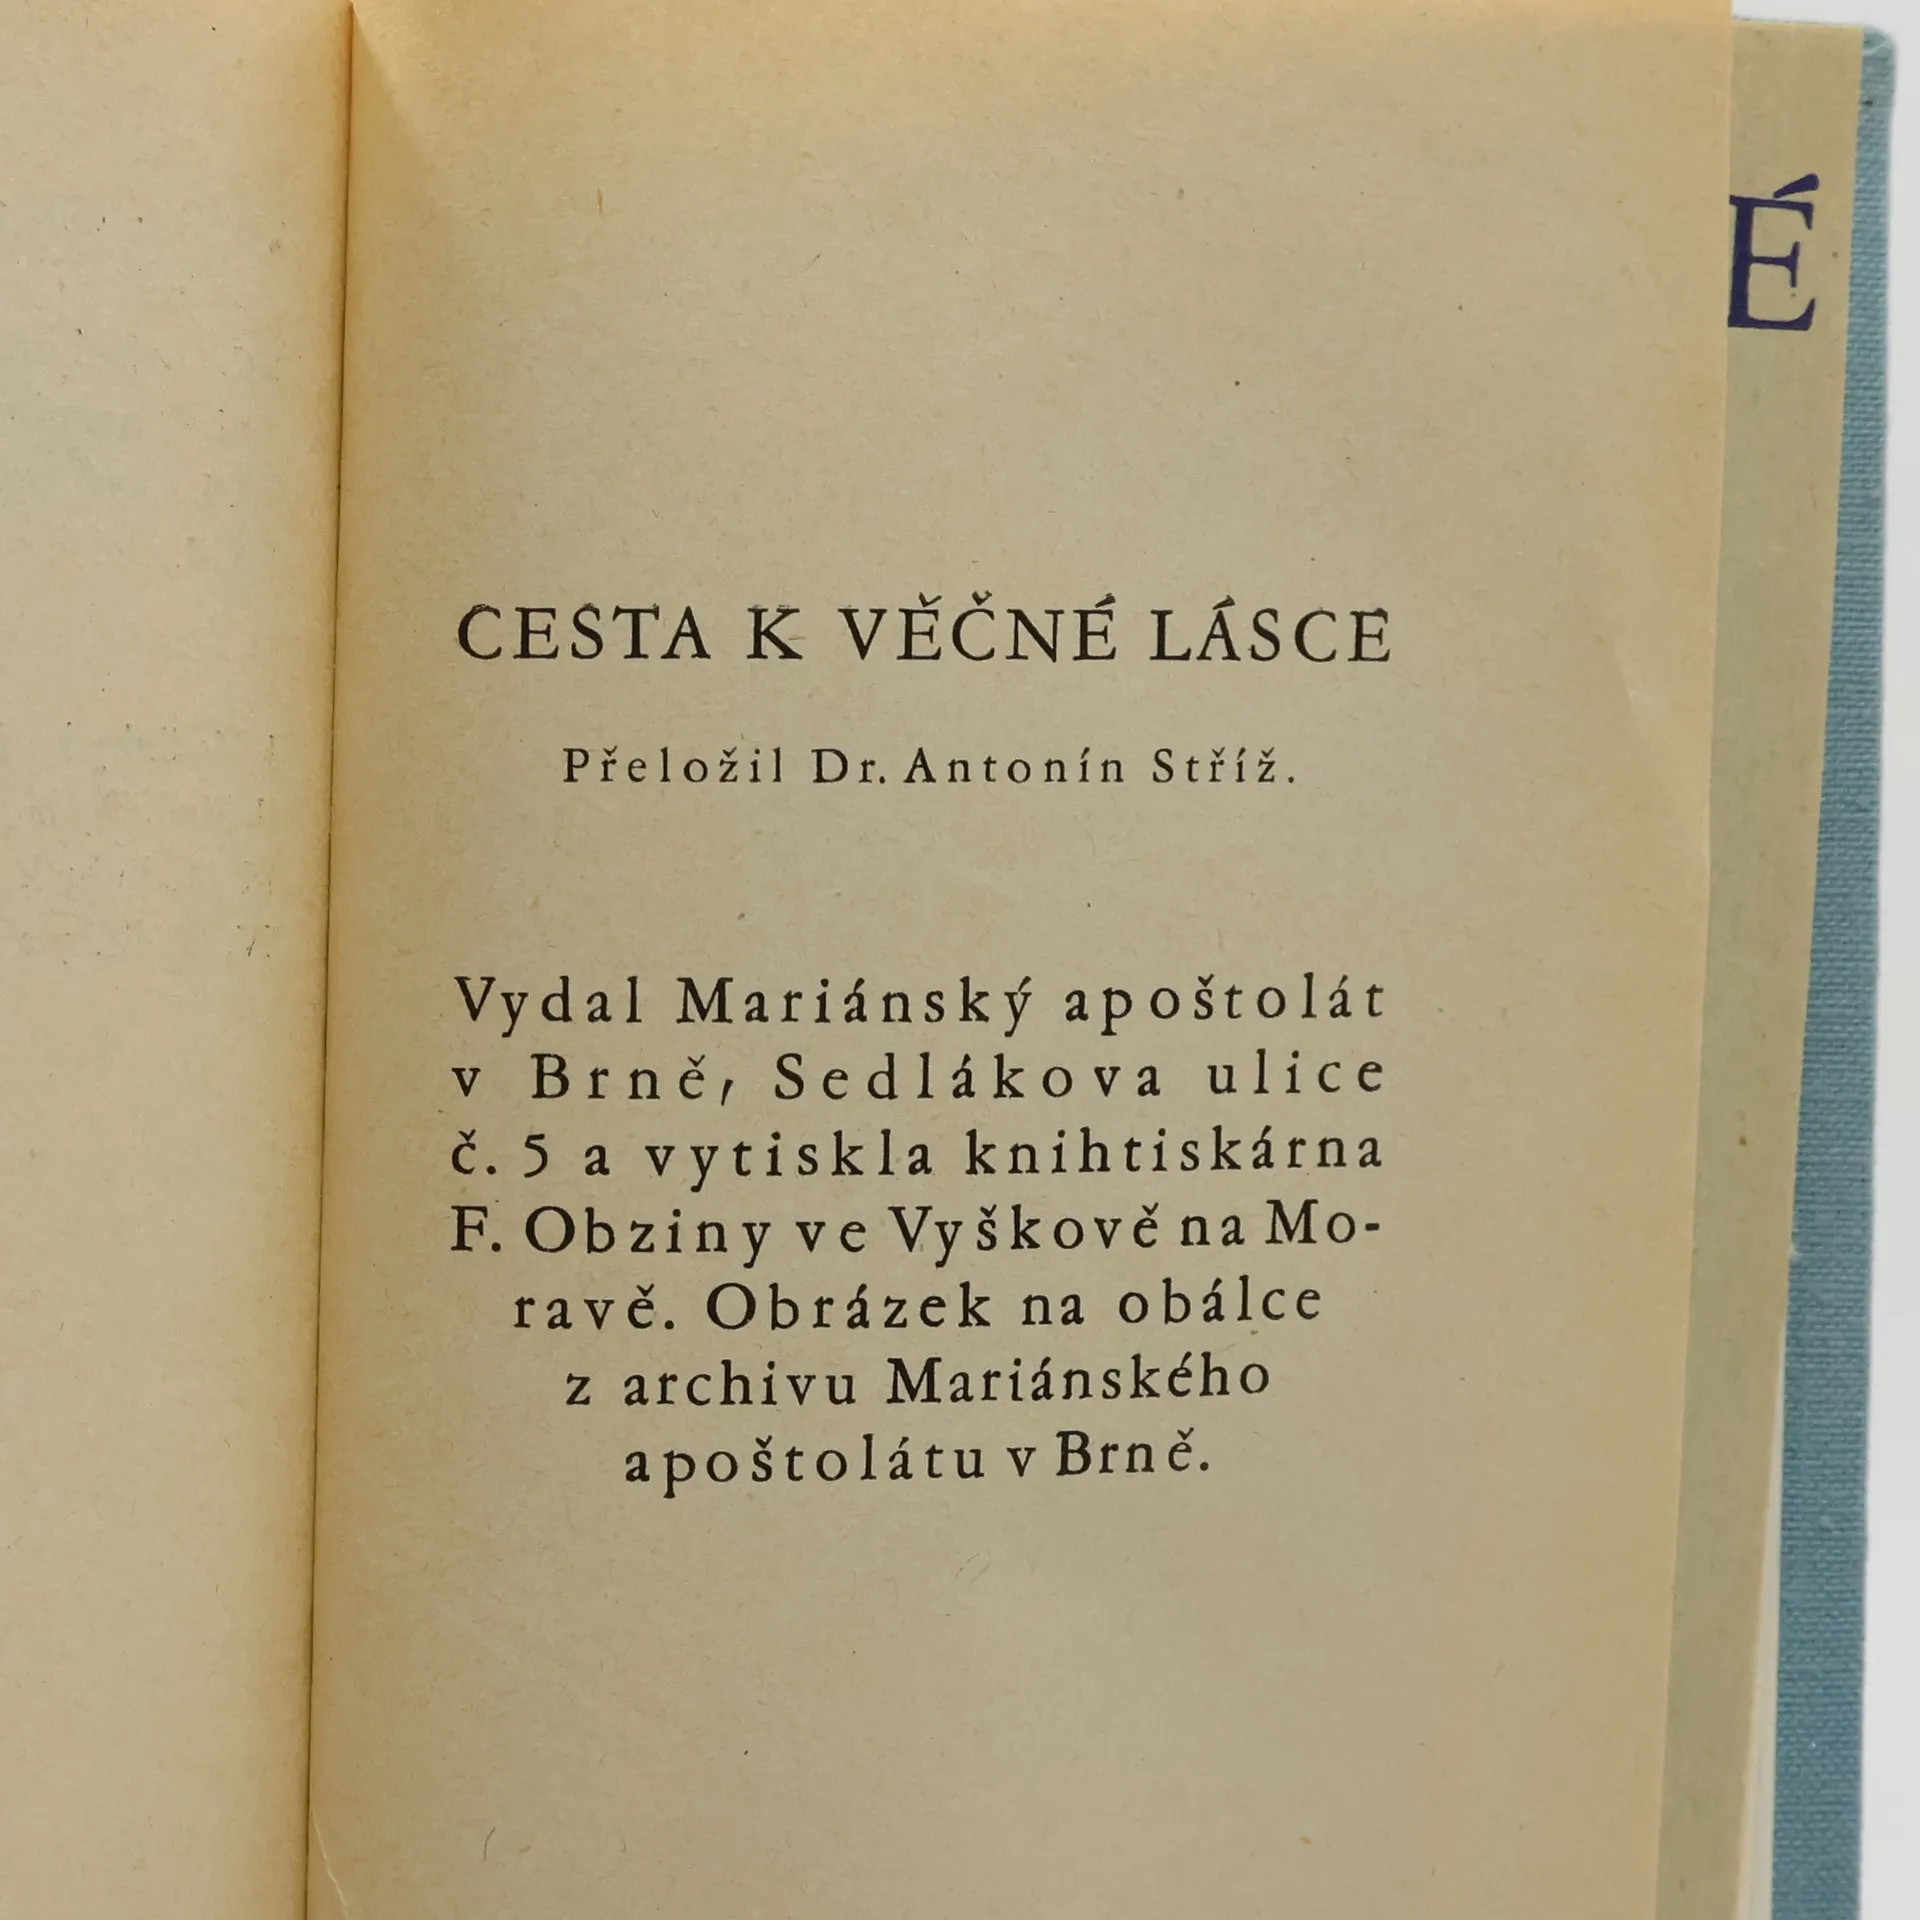 CESTA K VĚČNÉ LÁSCE
Přeložil Dr. Antonín Stříž.
Vydal Mariánský apoštolát
v Brně, Sedlákova ulice
č. 5 a vytiskla knihtiskárna
F. Obziny ve Vyškově na Mo-
ravě. Obrázek na obálce
z archivu Mariánského
apoštolátu v Brně.
É